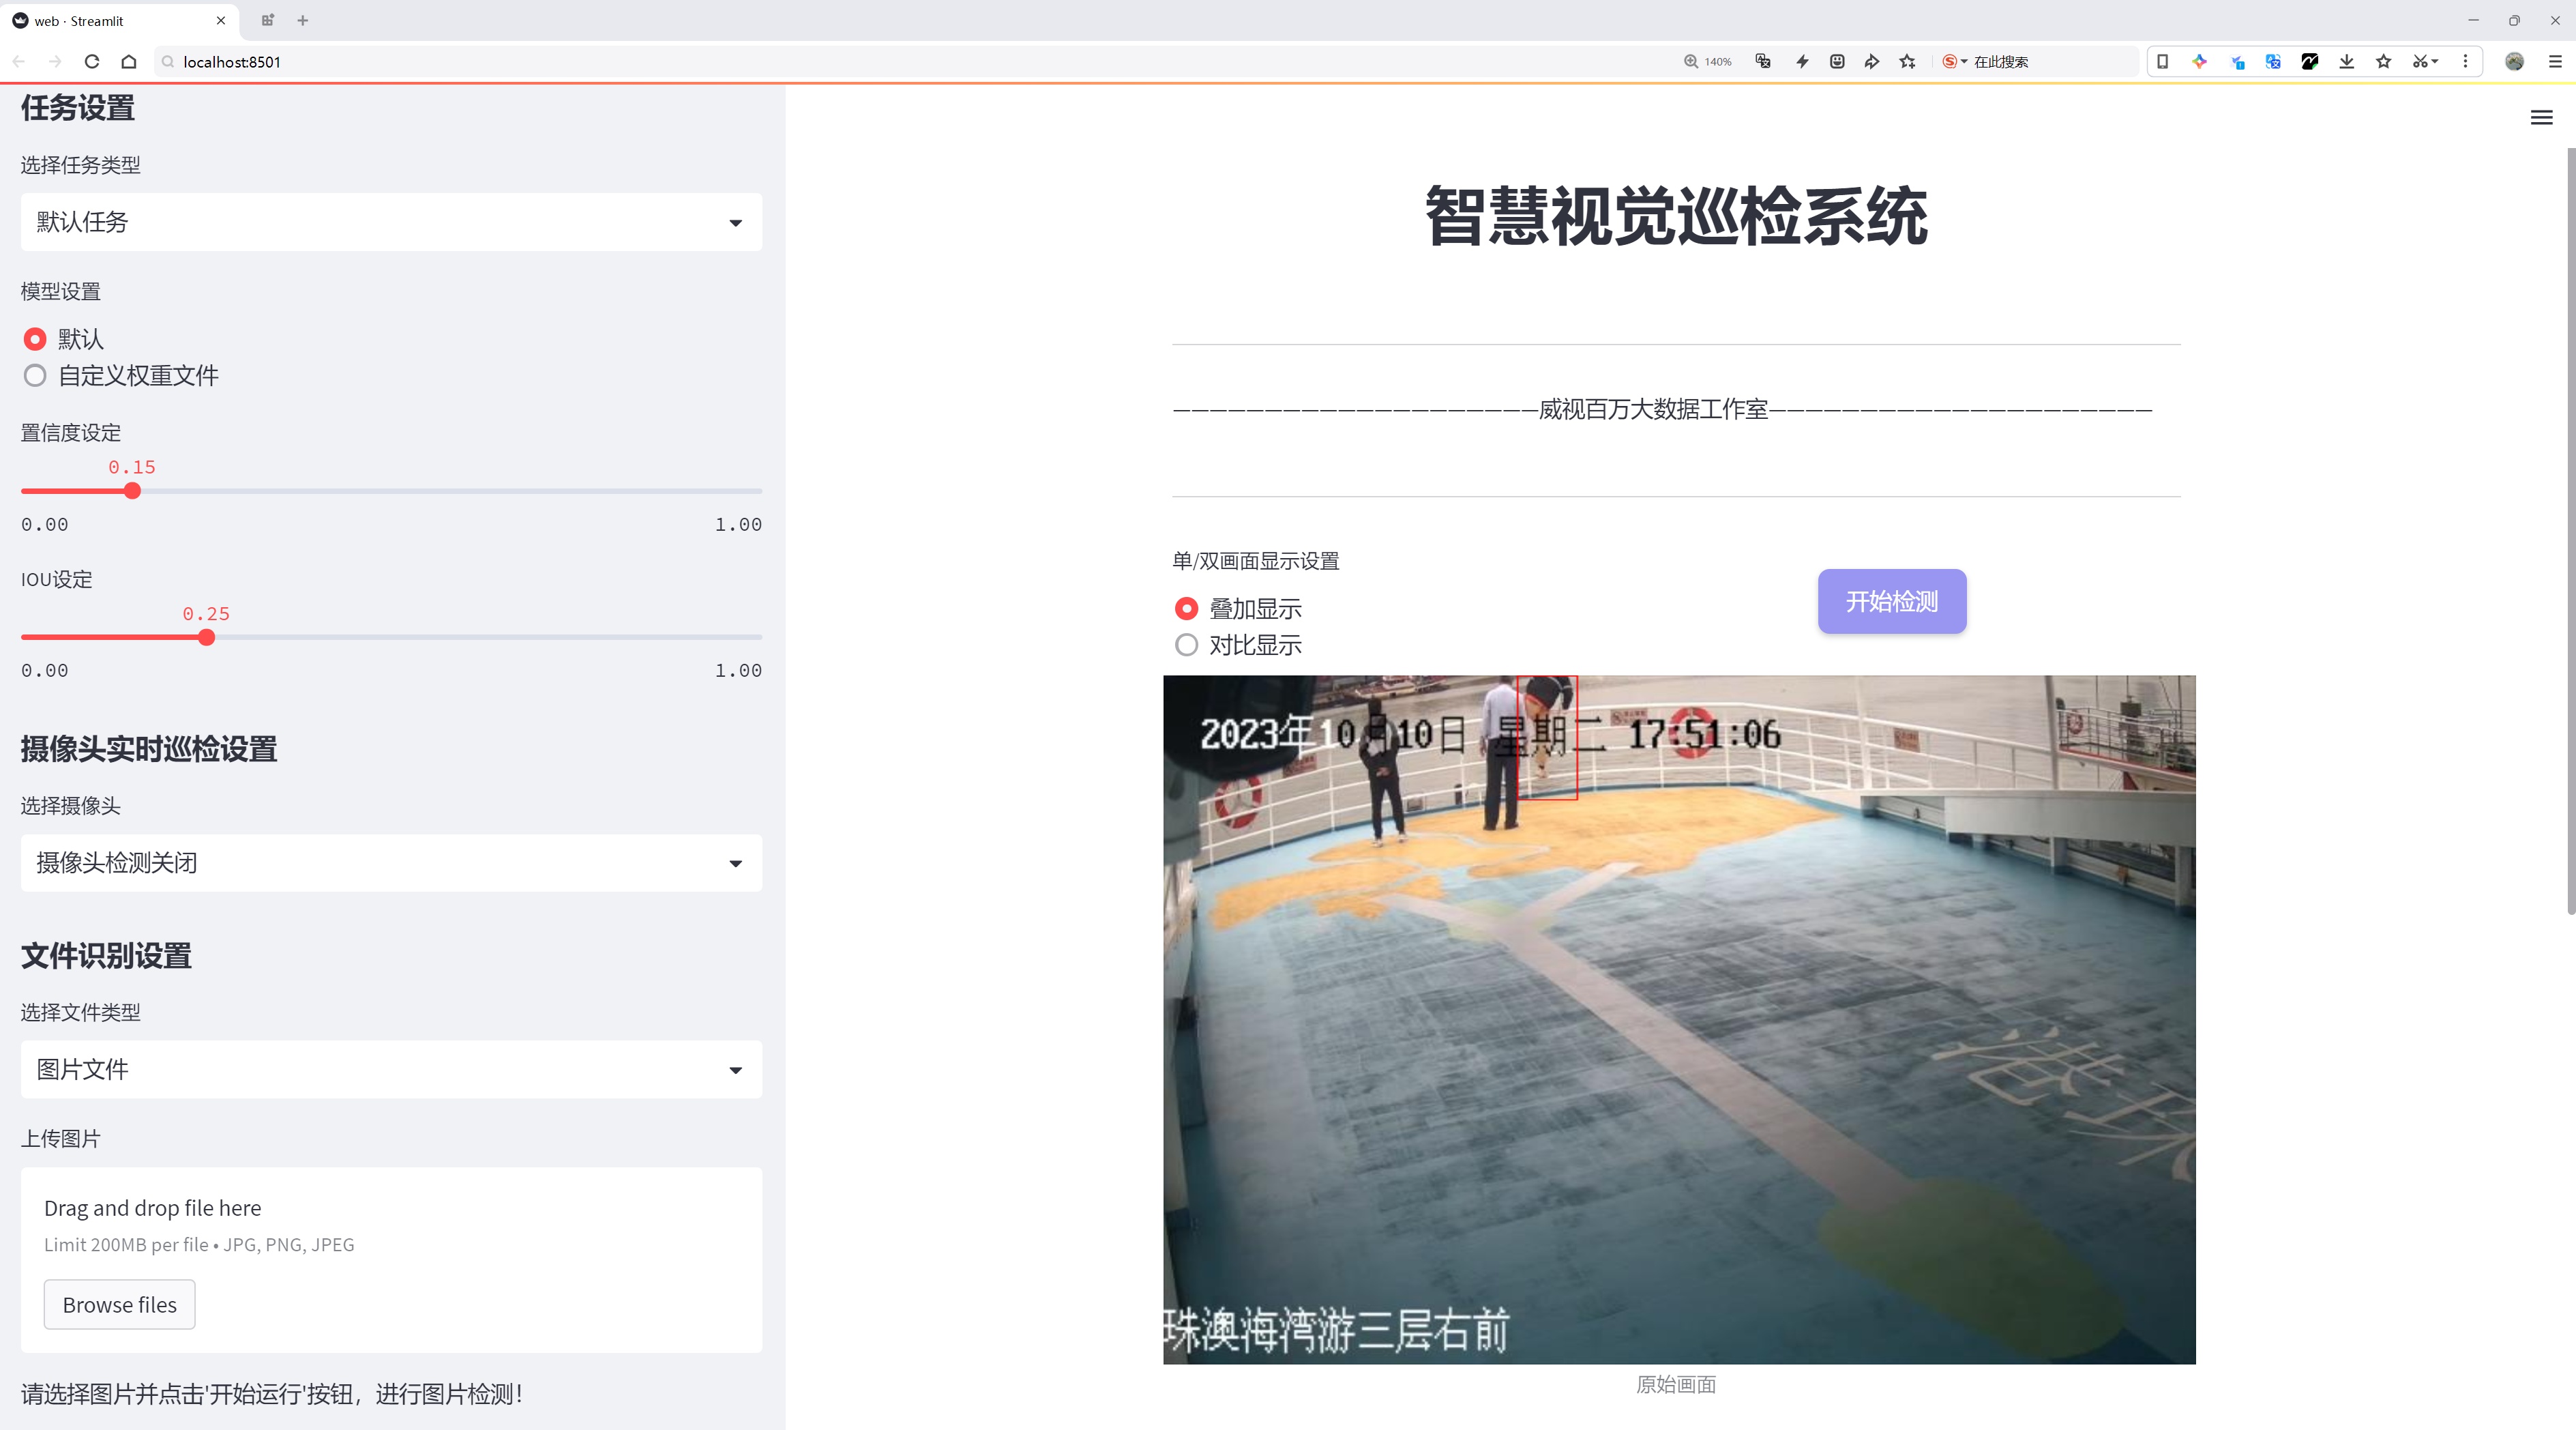 web · Streamlit
localhost:8501
140%
在此搜索
任务设置
选择任务类型
默认任务
模型设置
默认
自定义权重文件
置信度设定
0.15
0.00
1.00
IOU设定
0.25
0.00
1.00
摄像头实时巡检设置
选择摄像头
摄像头检测关闭
文件识别设置
选择文件类型
图片文件
上传图片
Drag and drop file here
Limit 200MB per file • JPG, PNG, JPEG
Browse files
请选择图片并点击'开始运行'按钮，进行图片检测！
智慧视觉巡检系统
————————————————————威视百万大数据工作室—————————————————————
单/双画面显示设置
叠加显示
对比显示
开始检测
2023年10月10日 星期二 17:51:06
珠澳海湾游三层右前
原始画面